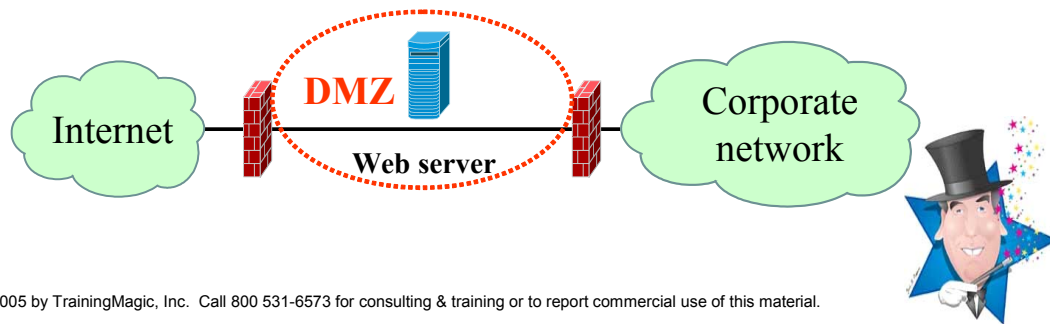 DMZ
Internet
Web server
Corporate
network
005 by TrainingMagic, Inc. Call 800 531-6573 for consulting & training or to report commercial use of this material.